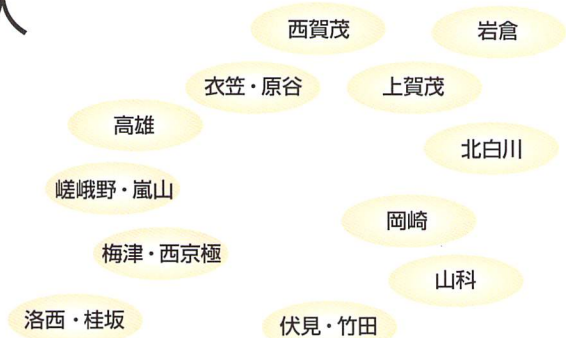 西賀茂
岩倉
衣笠・原谷
上賀茂
高雄
北白川
嵯峨野・嵐山
岡崎
梅津・西京極
山科
洛西・桂坂
伏見・竹田